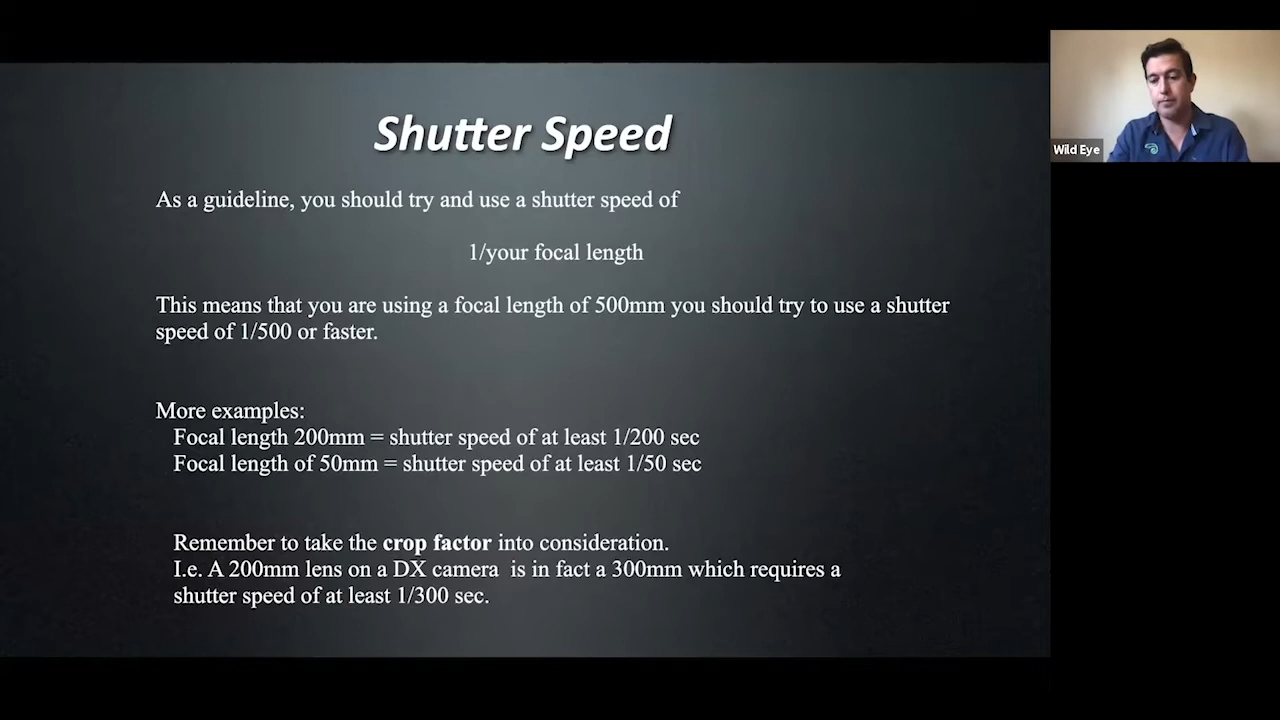 Shutter Speed
As a guideline, you should try and use a shutter speed of
1/your focal length
This means that you are using a focal length of 500mm you should try to use a shutter
speed of 1/500 or faster.
More examples:
Focal length 200mm = shutter speed of at least 1/200 sec
Focal length of 50mm = shutter speed of at least 1/50 sec
Remember to take the crop factor into consideration.
I.e. A 200mm lens on a DX camera  is in fact a 300mm which requires a
shutter speed of at least 1/300 sec.
Wild Eye